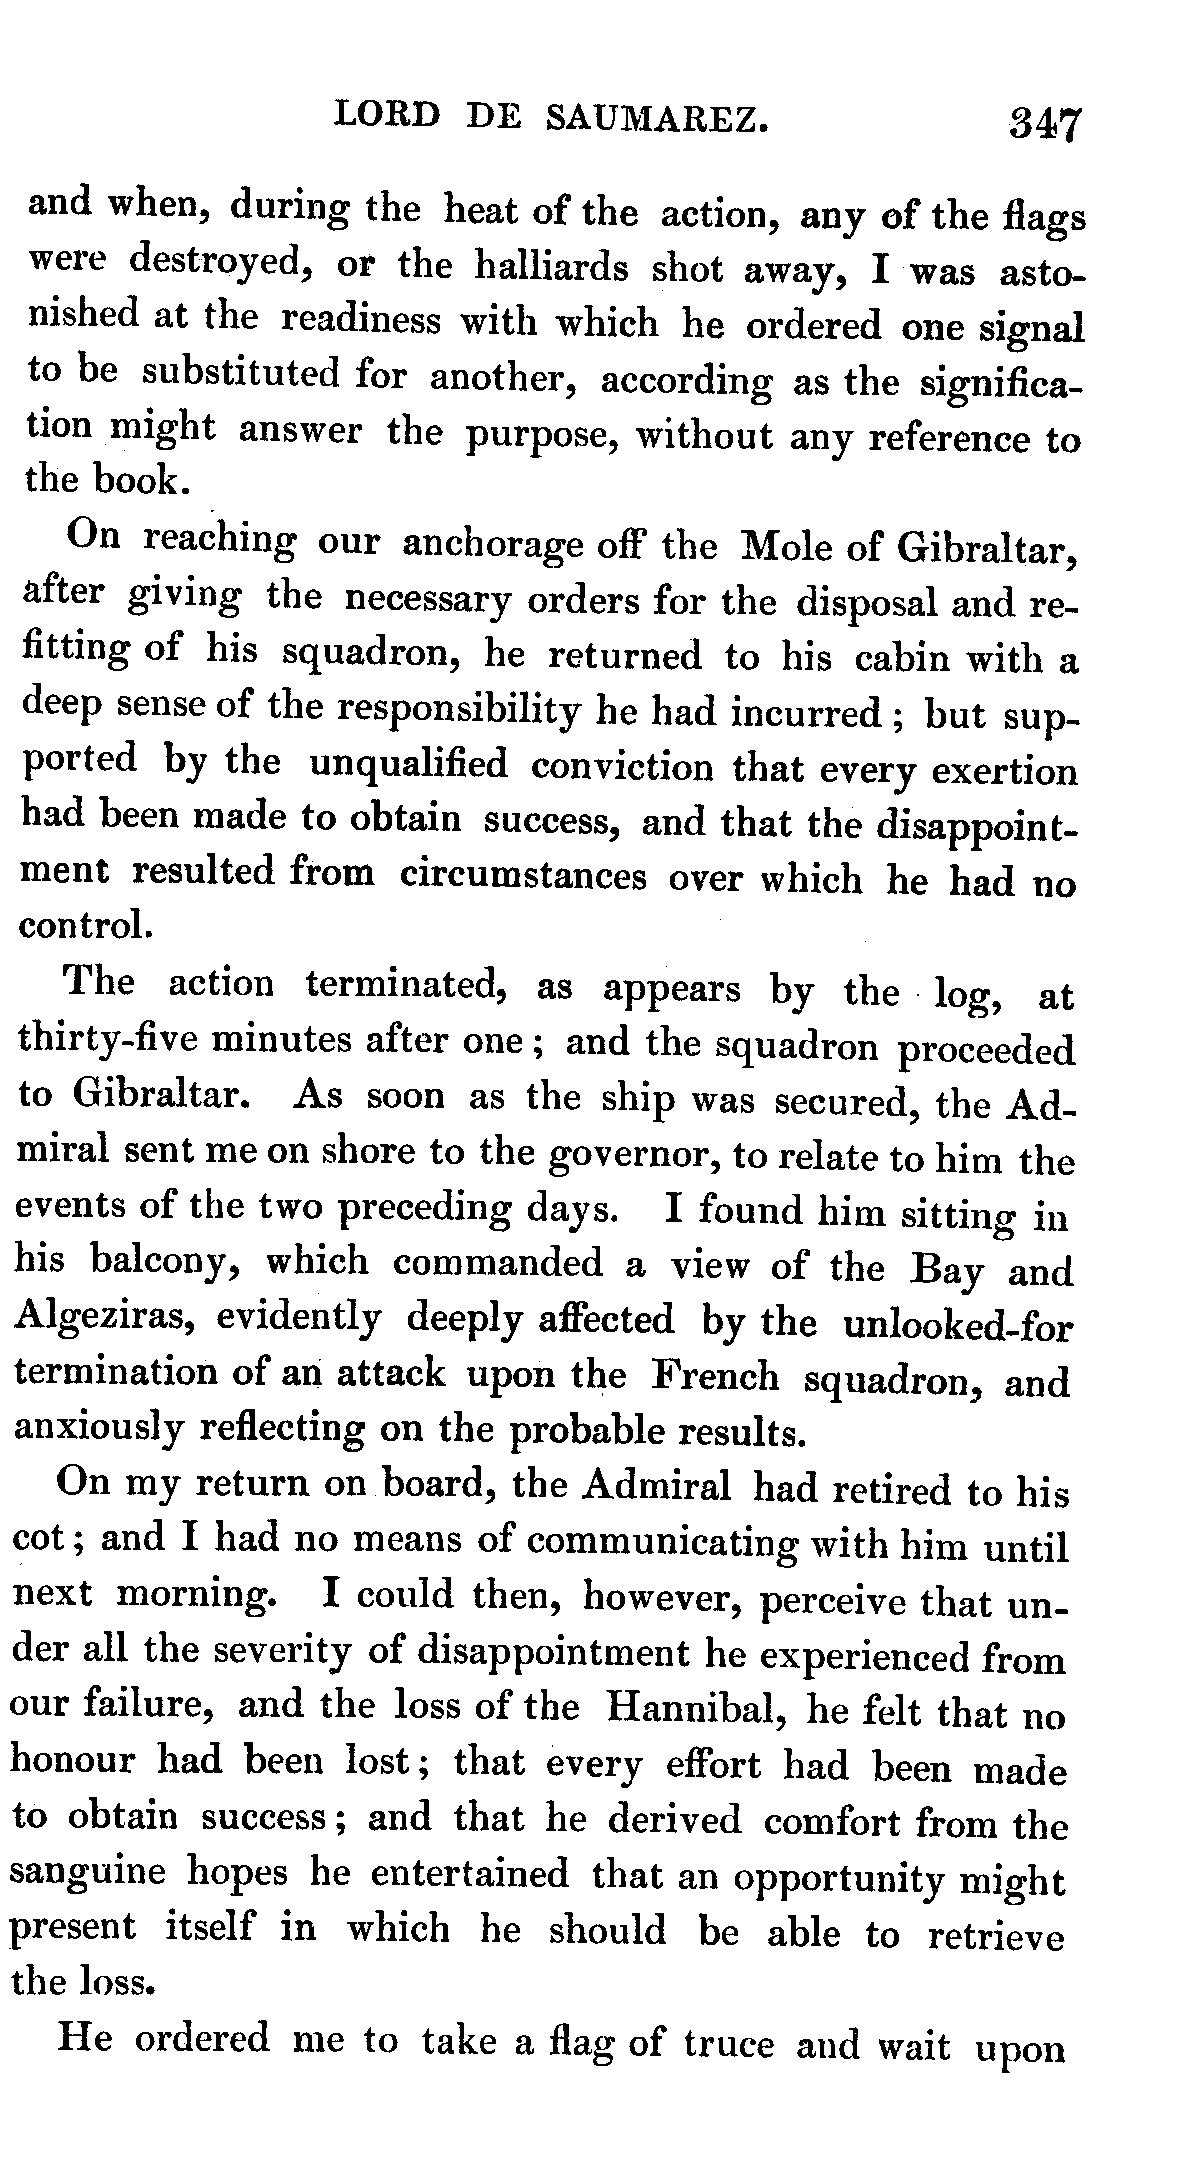 LORD DE SAUMAREZ. 347
and when, during the heat of the action, any of the flags
were destroyed, or the halliards shot away, I was asto-
nished at the readiness with which he ordered one signal
to be substituted for another, according as the significa-
tion might answer the purpose, without any reference to
the book.
On reaching our anchorage off the Mole of Gibraltar,
after giving the necessary orders for the disposal and re-
fitting of his squadron, he returned to his cabin with a
deep sense of the responsibility he had incurred ; but sup-
ported by the unqualified conviction that every exertion
had been made to obtain success, and that the disappoint-
ment resulted from circumstances over which he had no
control.
The action terminated, as appears by the log, at
thirty-five minutes after one ; and the squadron proceeded
to Gibraltar. As soon as the ship was secured, the Ad-
miral sent me on shore to the governor, to relate to him the
events of the two preceding days. I found him sitting in
his balcony, which commanded a view of the Bay and
Algeziras, evidently deeply affected by the unlooked-for
termination of an attack upon the French squadron, and
anxiously reflecting on the probable results.
On my return on board, the Admiral had retired to his
cot ; and I had no means of communicating with him until
next morning. I could then, however, perceive that un-
der all the severity of disappointment he experienced from
our failure, and the loss of the Hannibal, he felt that no
honour had been lost ; that every effort had been made
to obtain success ; and that he derived comfort from the
sanguine hopes he entertained that an opportunity might
present itself in which he should be able to retrieve
the loss.
He ordered me to take a flag of truce and wait upon